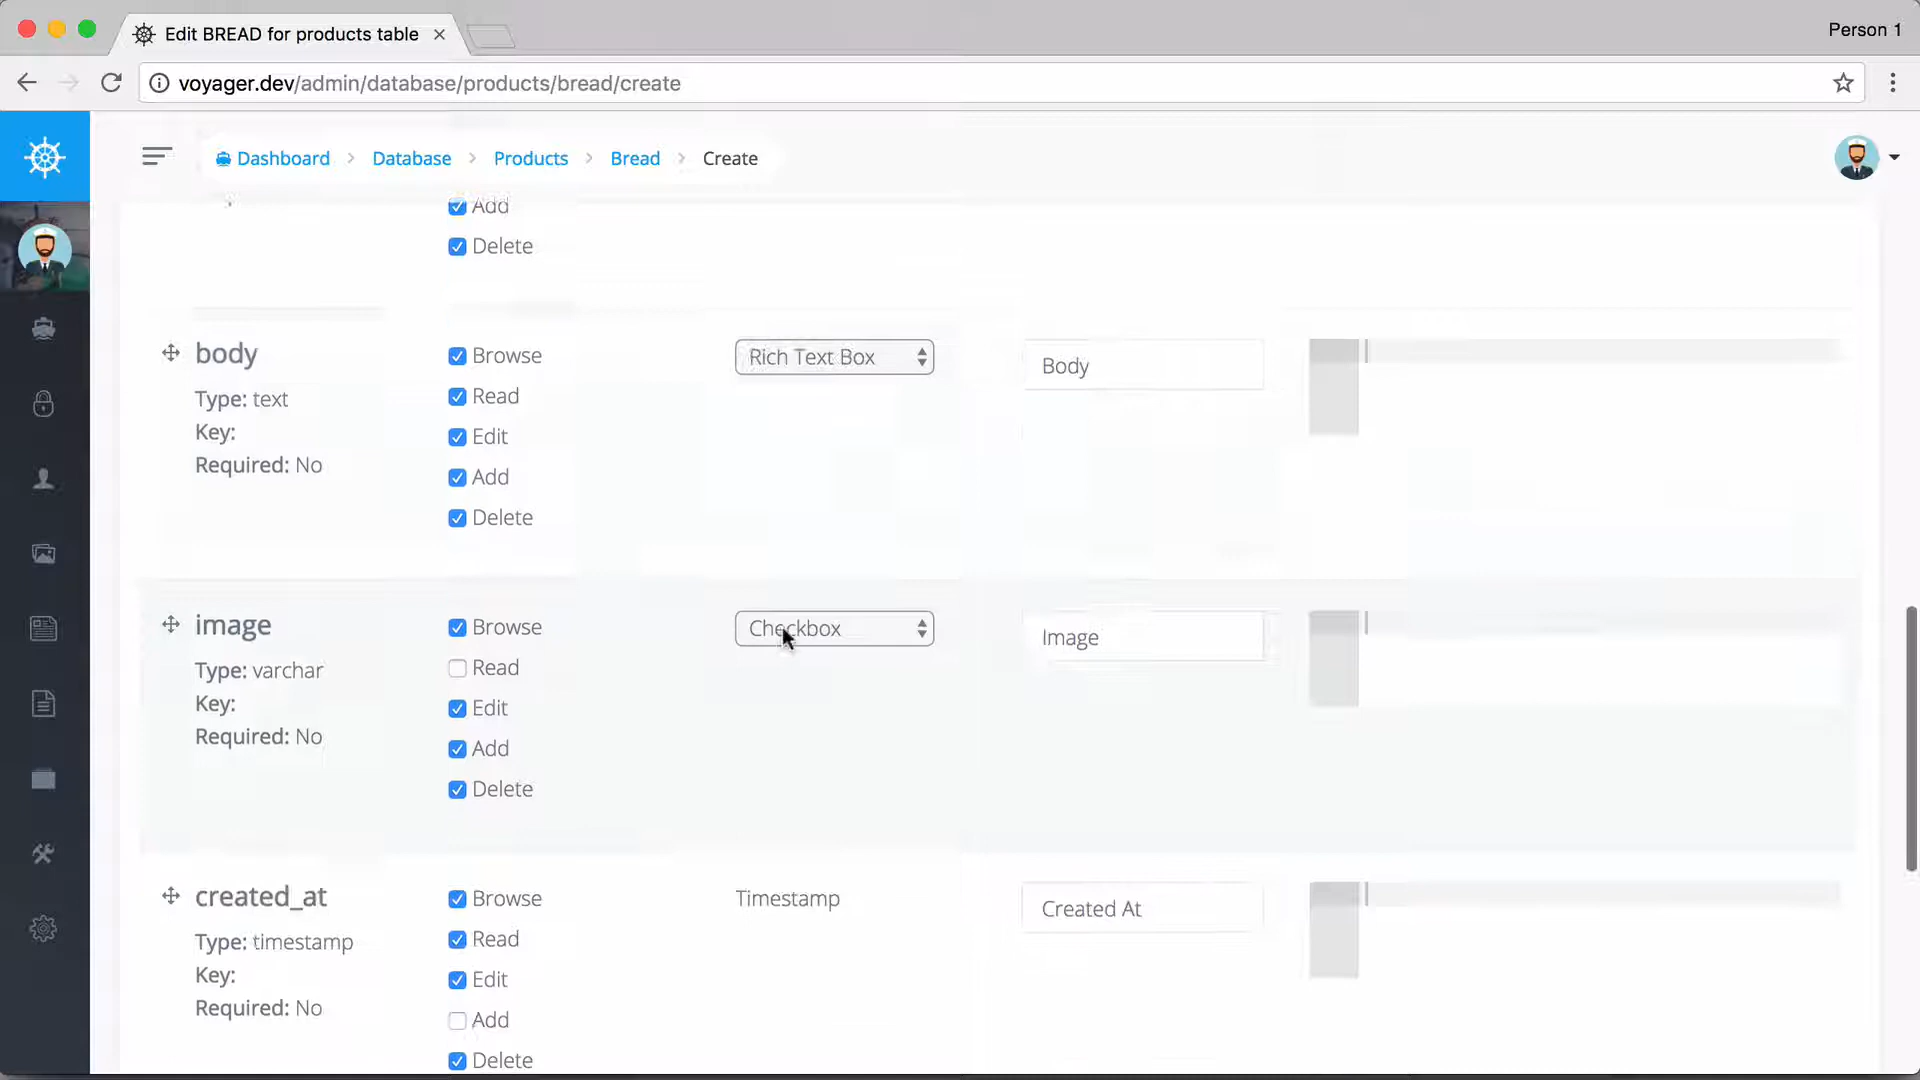 Edit BREAD for products table
Person 1
voyager.dev/admin/database/products/bread/create
Dashboard > Database > Products > Bread > Create
Add
Delete
body
Type: text
Key:
Required: No
Browse
Read
Edit
Add
Delete
Rich Text Box
Body
image
Type: varchar
Key:
Required: No
Browse
Read
Edit
Add
Delete
Checkbox
Image
created_at
Type: timestamp
Key:
Required: No
Browse
Read
Edit
Add
Delete
Timestamp
Created At